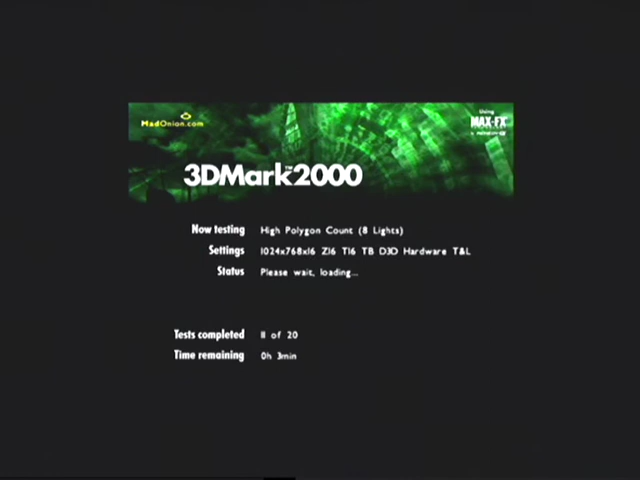 MadOnion.com
Using
MAX-FX
3DMark™2000
Now testing High Polygon Count (8 Lights)
Settings 1024x768x16 Z16 T16 TB D3D Hardware T&L
Status Please wait, loading...
Tests completed 11 of 20
Time remaining 0h 3min